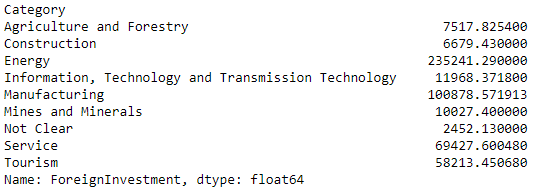 Category
Agriculture and Forestry 7517.825400
Construction 6679.430000
Energy 235241.290000
Information, Technology and Transmission Technology 11968.371800
Manufacturing 100878.571913
Mines and Minerals 10027.400000
Not Clear 2452.130000
Service 69427.600480
Tourism 58213.450680
Name: ForeignInvestment, dtype: float64